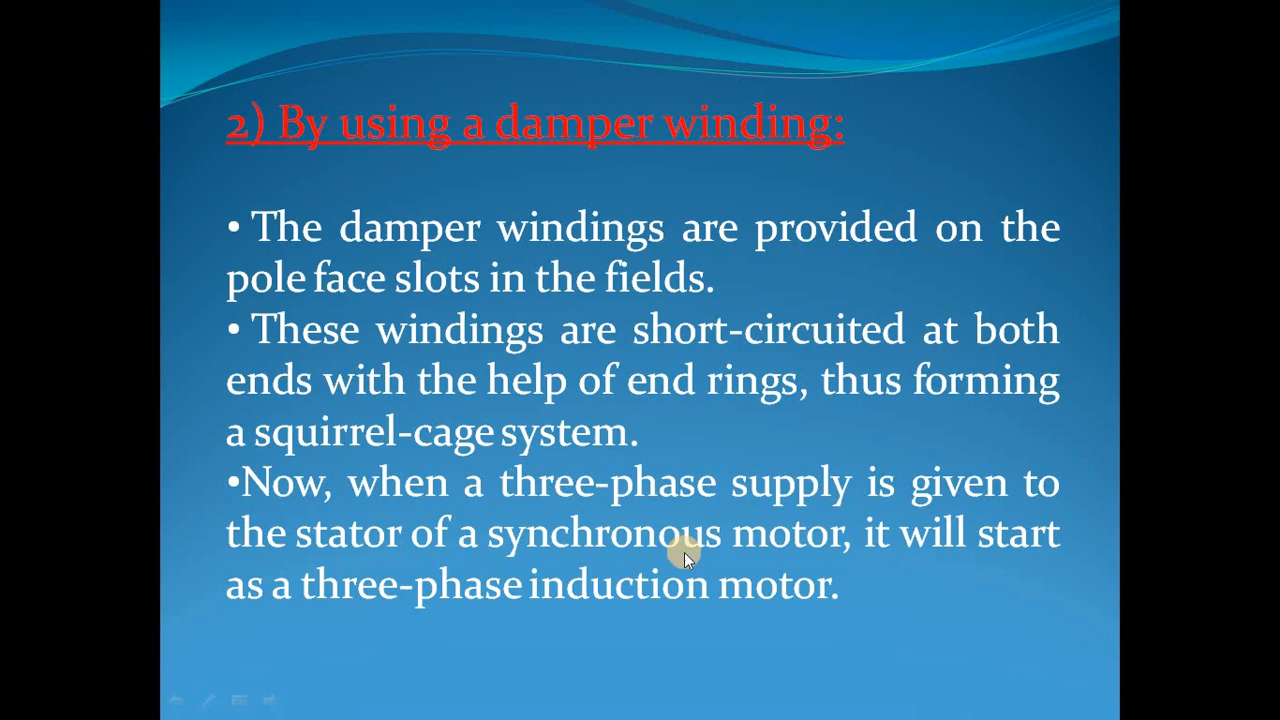 2) By using a damper winding:
• The damper windings are provided on the
pole face slots in the fields.
• These windings are short-circuited at both
ends with the help of end rings, thus forming
a squirrel-cage system.
•Now, when a three-phase supply is given to
the stator of a synchronous motor, it will start
as a three-phase induction motor.